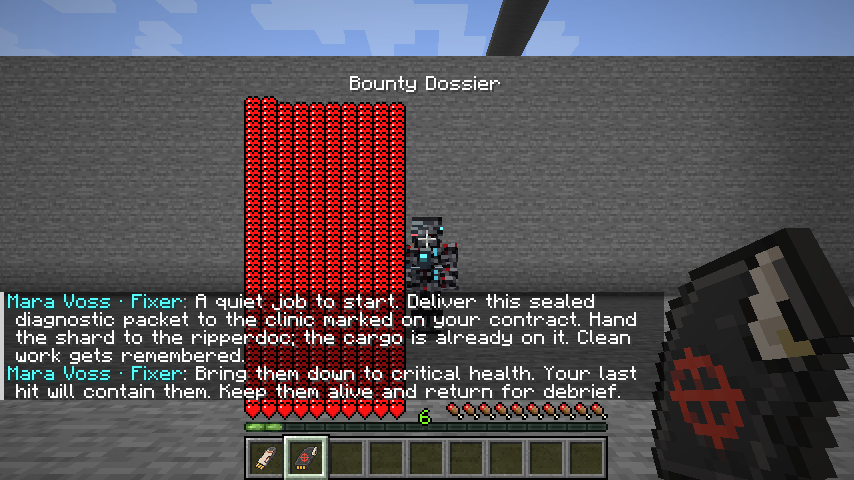 Bounty Dossier
Mara Voss · Fixer: A quiet job to start. Deliver this sealed
diagnostic packet to the clinic marked on your contract. Hand
the shard to the ripperdoc; the cargo is already on it. Clean
work gets remembered.
Mara Voss · Fixer: Bring them down to critical health. Your last
hit will contain them. Keep them alive and return for debrief.
6